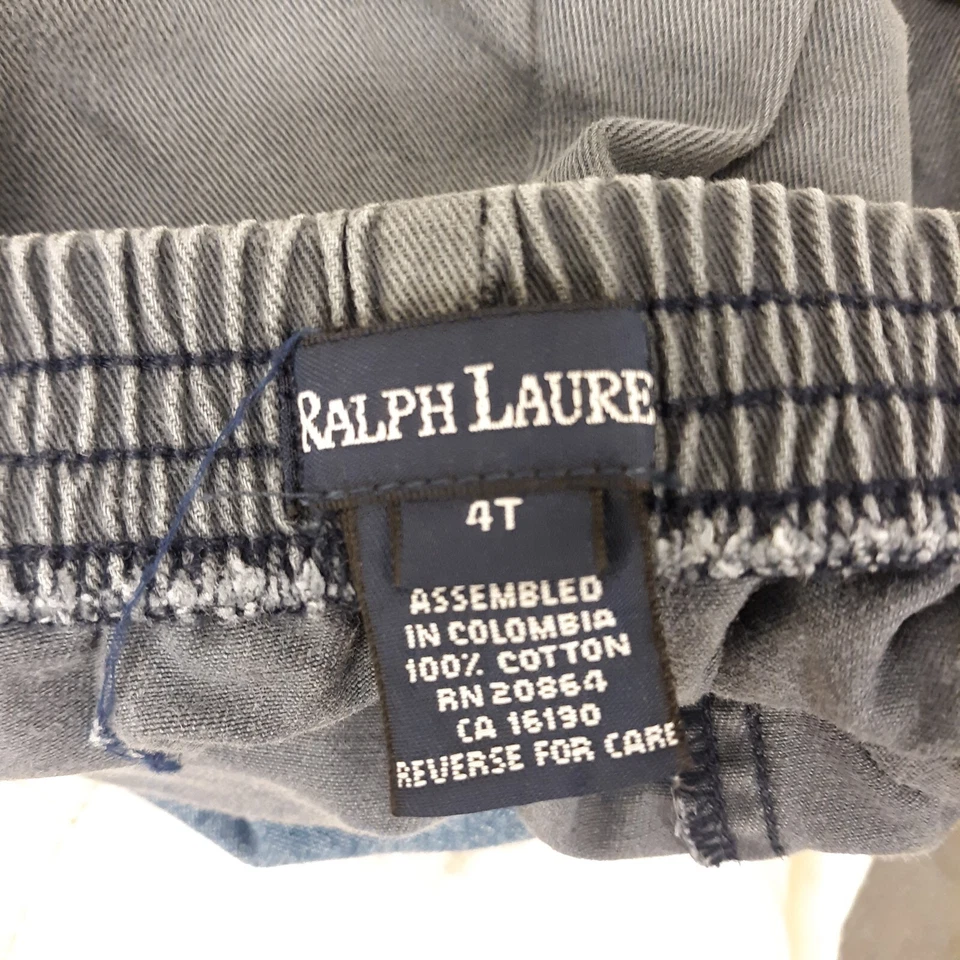 RALPH LAURE
4T
ASSEMBLED
IN COLOMBIA
100% COTTON
RN 20864
CA 16190
REVERSE FOR CARE